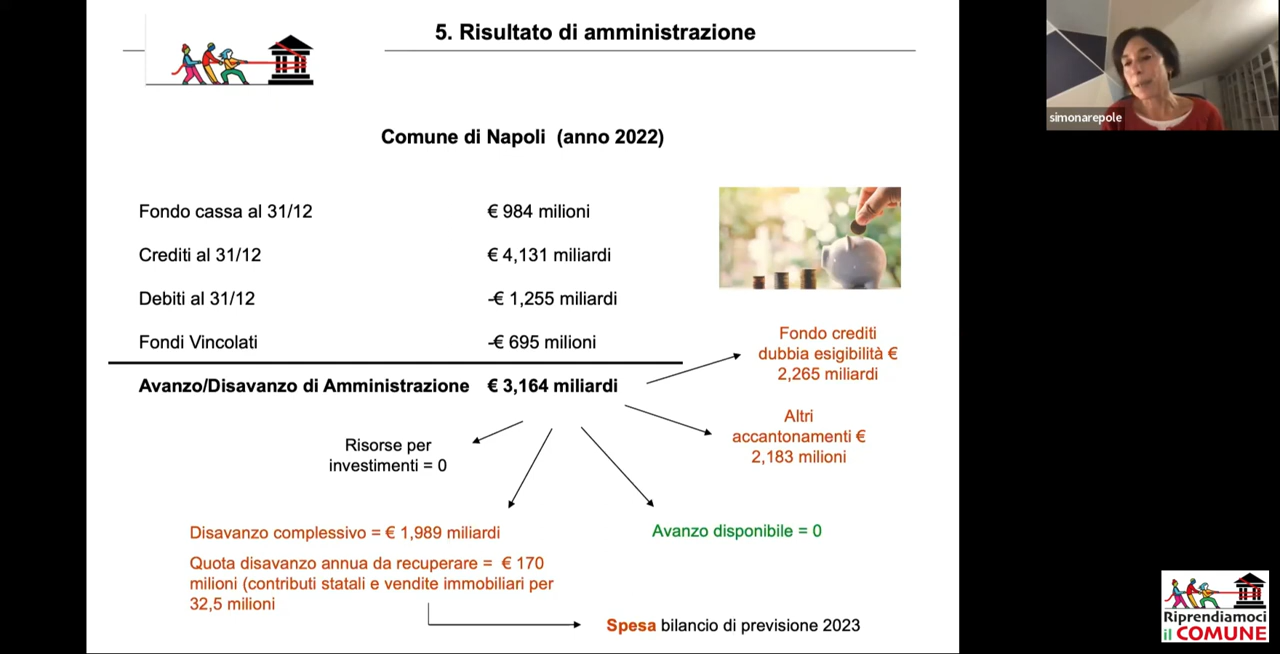 5. Risultato di amministrazione
simonarepole
Comune di Napoli (anno 2022)
Fondo cassa al 31/12 € 984 milioni
Crediti al 31/12 € 4,131 miliardi
Debiti al 31/12 -€ 1,255 miliardi
Fondi Vincolati -€ 695 milioni
Avanzo/Disavanzo di Amministrazione € 3,164 miliardi
Fondo crediti
dubbia esigibilità €
2,265 miliardi
Altri
accantonamenti €
2,183 milioni
Risorse per
investimenti = 0
Disavanzo complessivo = € 1,989 miliardi
Quota disavanzo annua da recuperare = € 170
milioni (contributi statali e vendite immobiliari per
32,5 milioni
Avanzo disponibile = 0
Spesa bilancio di previsione 2023
Riprendiamoci
il COMUNE